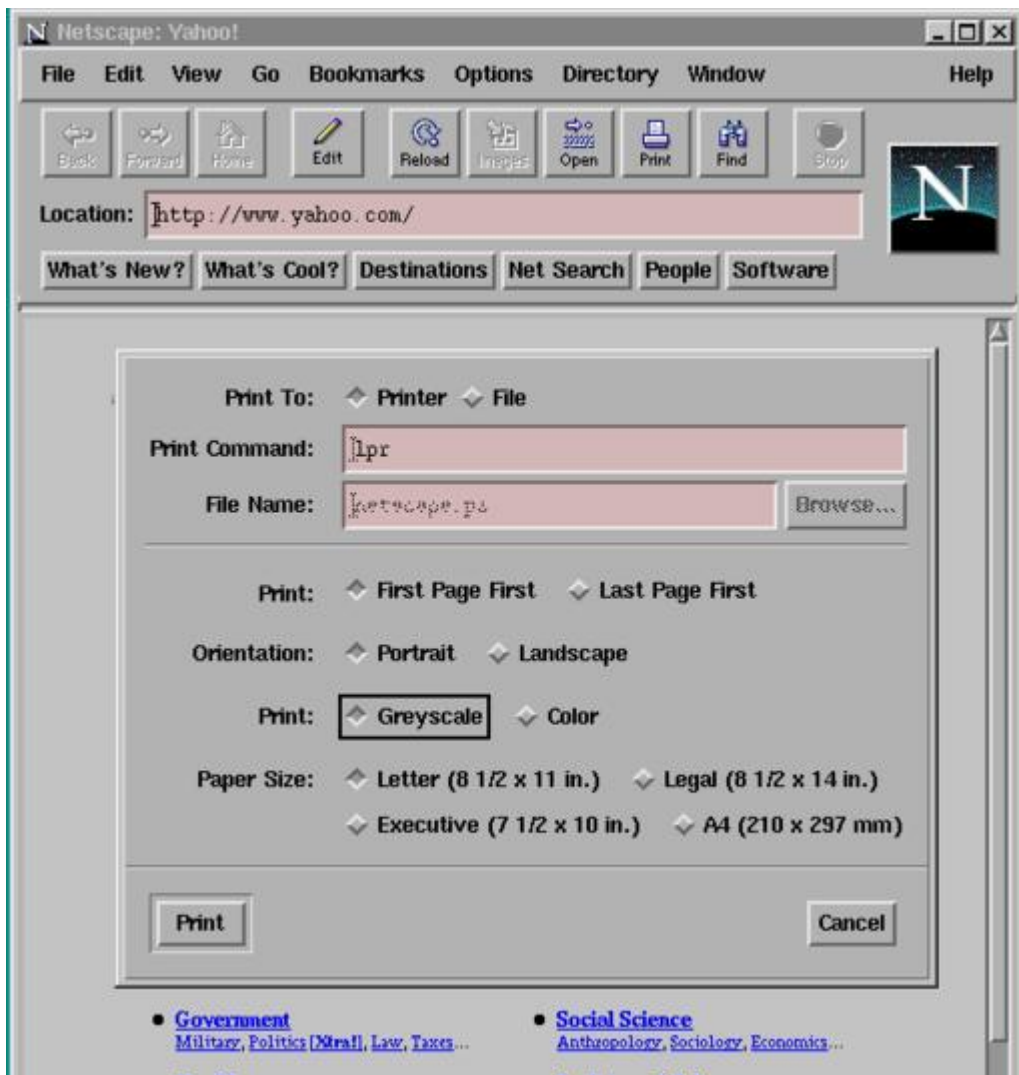 N Netscape: Yahoo!
File Edit View Go Bookmarks Options Directory Window Help
Back Forward Home Edit Reload Images Open Print Find Stop
N
Location: http://www.yahoo.com/
What's New? What's Cool? Destinations Net Search People Software
Print To: Printer File
Print Command: lpr
File Name: netscape.ps Browse...
Print: First Page First Last Page First
Orientation: Portrait Landscape
Print: Greyscale Color
Paper Size: Letter (8 1/2 x 11 in.) Legal (8 1/2 x 14 in.)
Executive (7 1/2 x 10 in.) A4 (210 x 297 mm)
Print Cancel
Government Social Science
Military, Politics [Xtra!], Law, Taxes... Anthropology, Sociology, Economics...